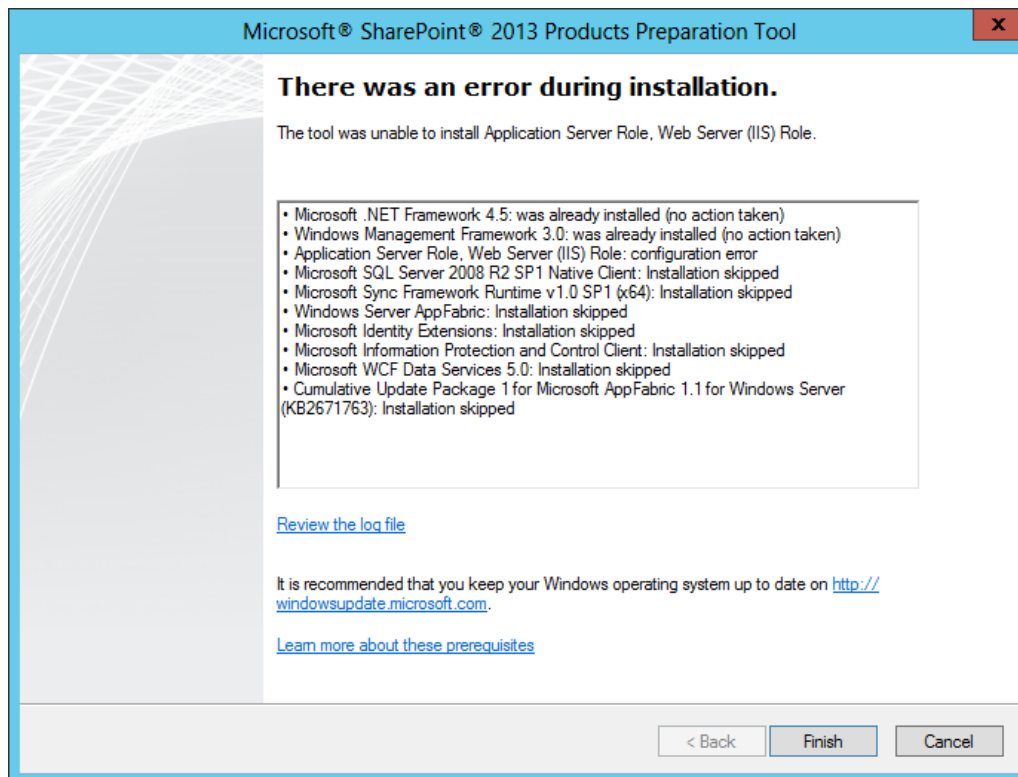 Microsoft® SharePoint® 2013 Products Preparation Tool
x
There was an error during installation.
The tool was unable to install Application Server Role, Web Server (IIS) Role.
• Microsoft .NET Framework 4.5: was already installed (no action taken)
• Windows Management Framework 3.0: was already installed (no action taken)
• Application Server Role, Web Server (IIS) Role: configuration error
• Microsoft SQL Server 2008 R2 SP1 Native Client: Installation skipped
• Microsoft Sync Framework Runtime v1.0 SP1 (x64): Installation skipped
• Windows Server AppFabric: Installation skipped
• Microsoft Identity Extensions: Installation skipped
• Microsoft Information Protection and Control Client: Installation skipped
• Microsoft WCF Data Services 5.0: Installation skipped
• Cumulative Update Package 1 for Microsoft AppFabric 1.1 for Windows Server
(KB2671763): Installation skipped
Review the log file
It is recommended that you keep your Windows operating system up to date on http://
windowsupdate.microsoft.com.
Learn more about these prerequisites
< Back
Finish
Cancel